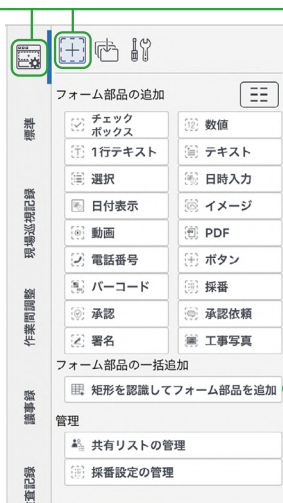 フォーム部品の追加
チェック
ボックス
数値
1行テキスト
テキスト
選択
日時入力
日付表示
イメージ
動画
PDF
電話番号
ボタン
バーコード
採番
承認
承認依頼
署名
工事写真
フォーム部品の一括追加
矩形を認識してフォーム部品を追加
管理
共有リストの管理
採番設定の管理
標準
現場巡視記録
作業間調整
議事録
査記録